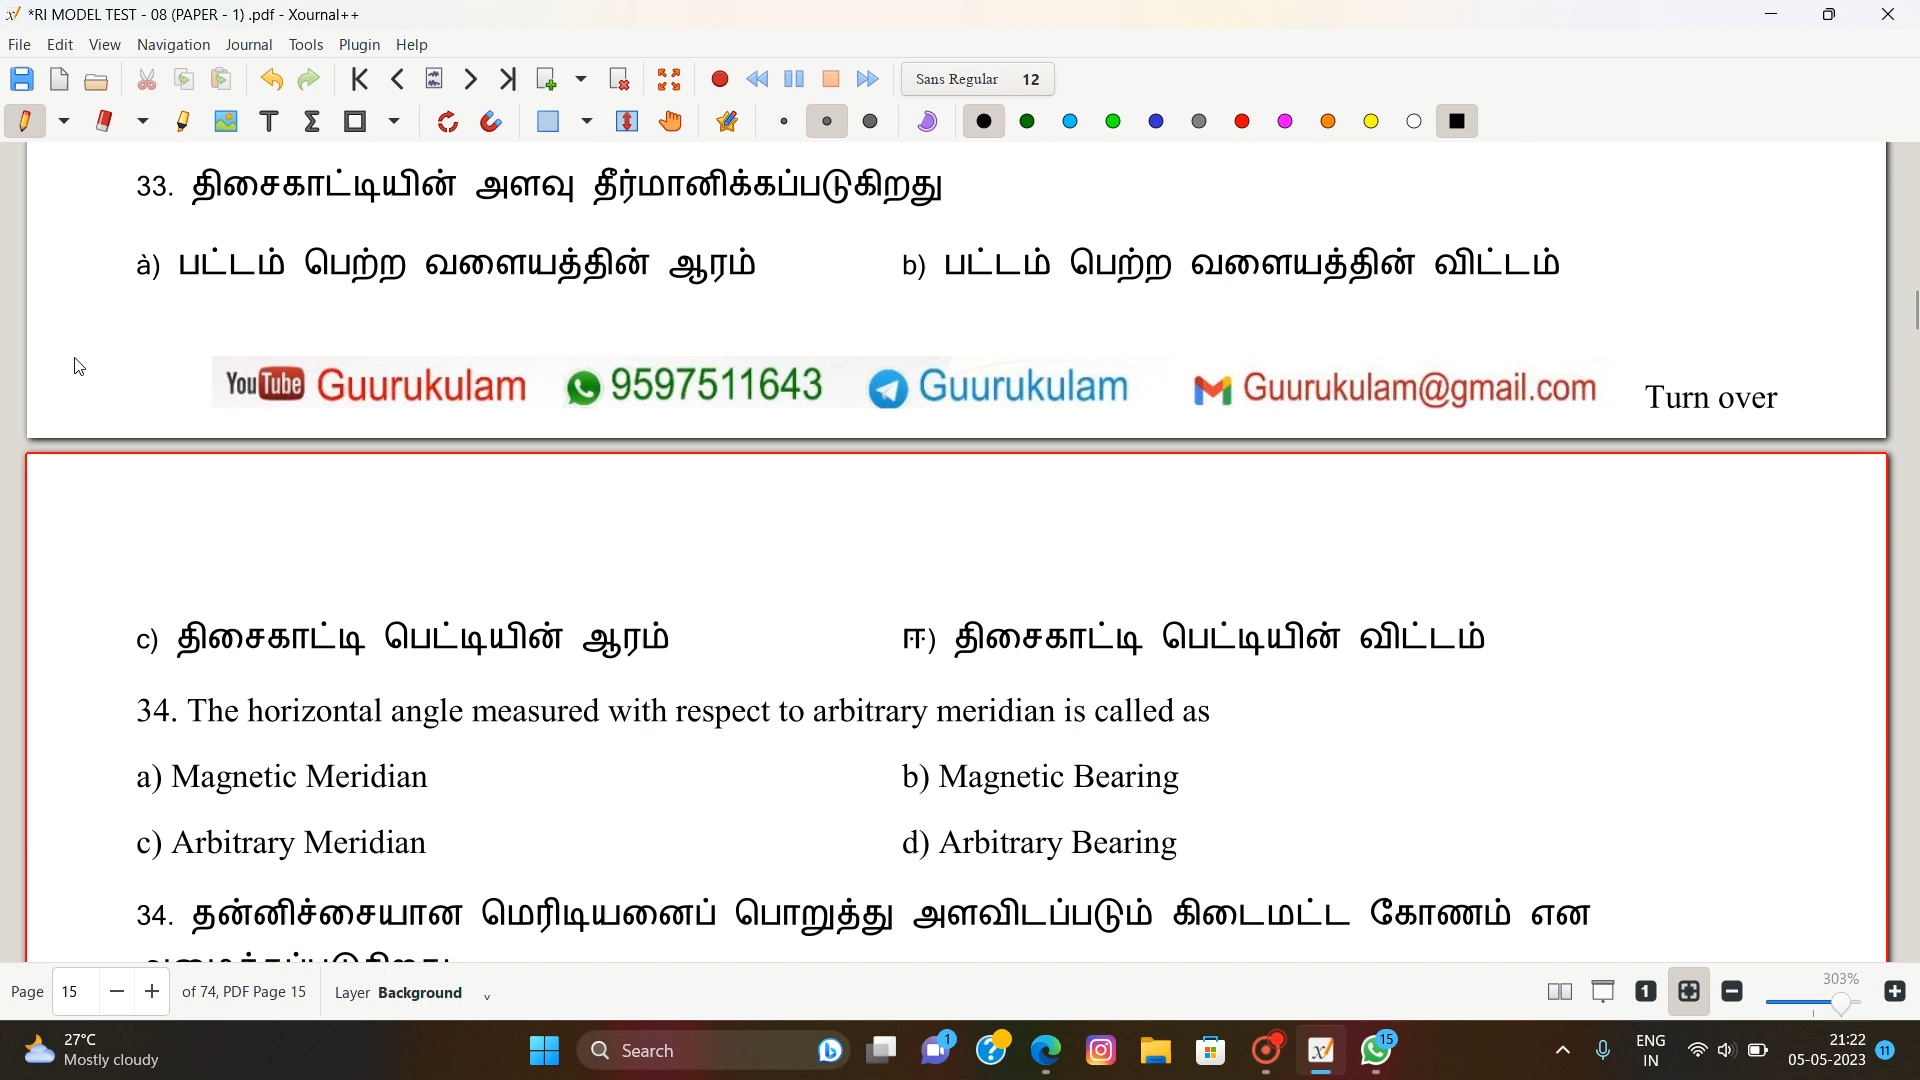 *RI MODEL TEST - 08 (PAPER - 1) .pdf - Xournal++
File Edit View Navigation Journal Tools Plugin Help
Sans Regular 12
33. திசைகாட்டியின் அளவு தீர்மானிக்கப்படுகிறது
à) பட்டம் பெற்ற வளையத்தின் ஆரம் b) பட்டம் பெற்ற வளையத்தின் விட்டம்
YouTube Guurukulam 9597511643 Guurukulam Guurukulam@gmail.com Turn over
c) திசைகாட்டி பெட்டியின் ஆரம் ஈ) திசைகாட்டி பெட்டியின் விட்டம்
34. The horizontal angle measured with respect to arbitrary meridian is called as
a) Magnetic Meridian b) Magnetic Bearing
c) Arbitrary Meridian d) Arbitrary Bearing
34. தன்னிச்சையான மெரிடியனைப் பொறுத்து அளவிடப்படும் கிடைமட்ட கோணம் என
Page 15 of 74, PDF Page 15 Layer Background 303%
27°C
Mostly cloudy
Search
1
15
ENG
IN
21:22
05-05-2023
11